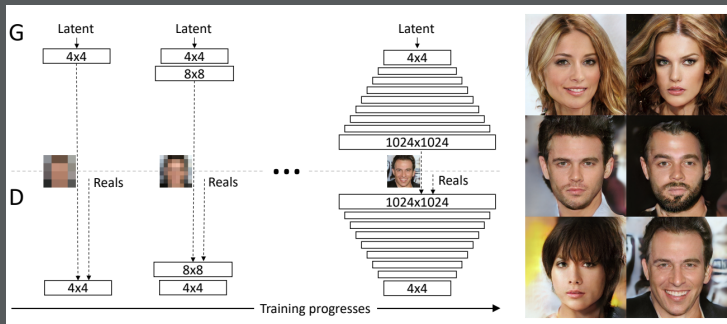 G
Latent
4x4
Latent
4x4
8x8
Latent
4x4
1024x1024
Reals
Reals
...
Reals
D
4x4
8x8
4x4
1024x1024
4x4
Training progresses